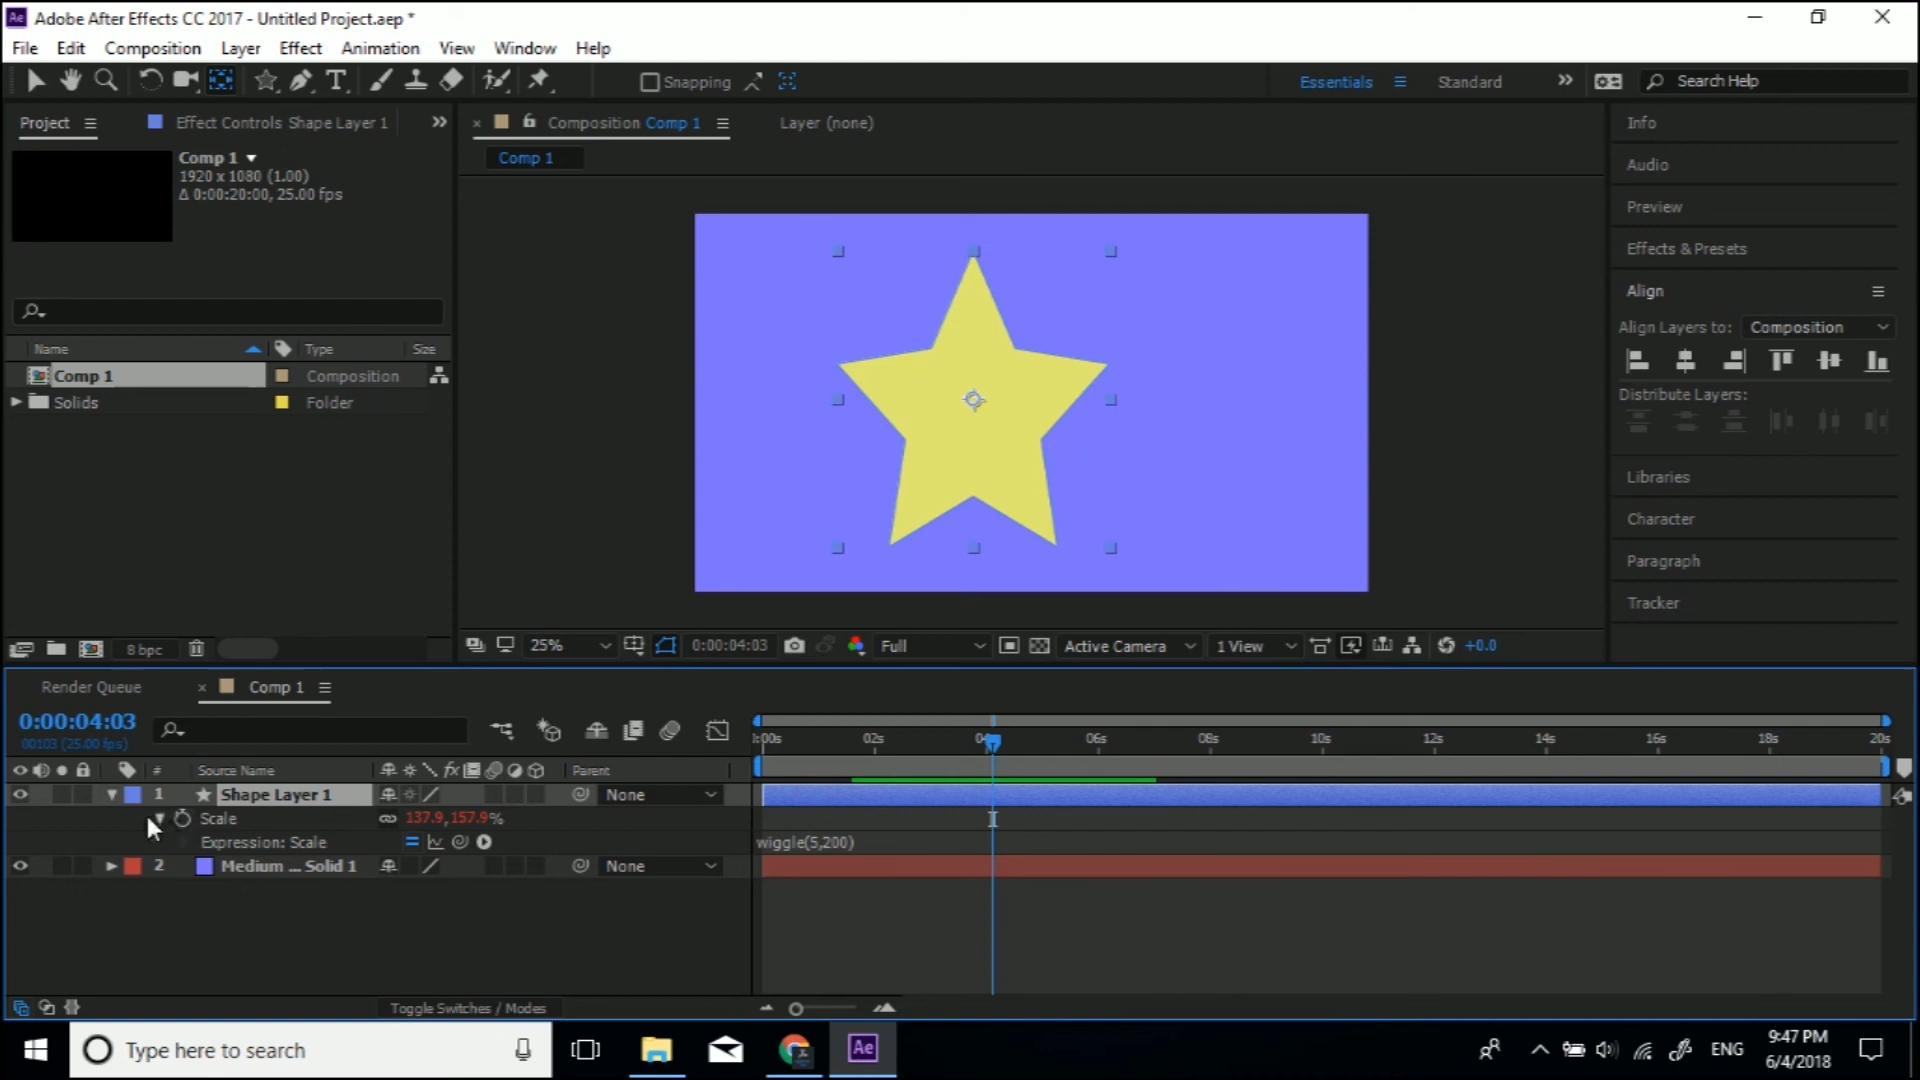 Ae Adobe After Effects CC 2017 - Untitled Project.aep *
File Edit Composition Layer Effect Animation View Window Help
T Snapping Essentials Standard Search Help
Project Effect Controls Shape Layer 1
Composition Comp 1 Layer (none)
Comp 1
Comp 1
1920 x 1080 (1.00)
Δ 0:00:20:00, 25.00 fps
Name Type Size
Comp 1 Composition
Solids Folder
8 bpc
25% 0:00:04:03 Full Active Camera 1 View +0.0
Info
Audio
Preview
Effects & Presets
Align
Align Layers to: Composition
Distribute Layers:
Libraries
Character
Paragraph
Tracker
Render Queue Comp 1
0:00:04:03
00103 (25.00 fps)
# Source Name fx Parent
1 Shape Layer 1 None
Scale 137.9,157.9%
Expression: Scale
2 Medium ... Solid 1 None
:00s 02s 04 06s 08s 10s 12s 14s 16s 18s 20s
wiggle(5,200)
Toggle Switches / Modes
Type here to search
Ae
ENG
9:47 PM
6/4/2018